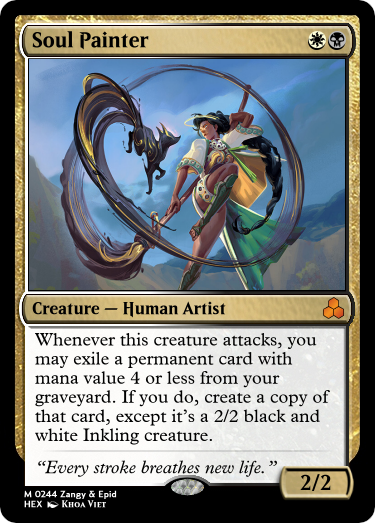 Soul Painter
Creature — Human Artist
Whenever this creature attacks, you
may exile a permanent card with
mana value 4 or less from your
graveyard. If you do, create a copy of
that card, except it's a 2/2 black and
white Inkling creature.
“Every stroke breathes new life.”
2/2
M 0244 Zangy & Epid
HEX Khoa Viet